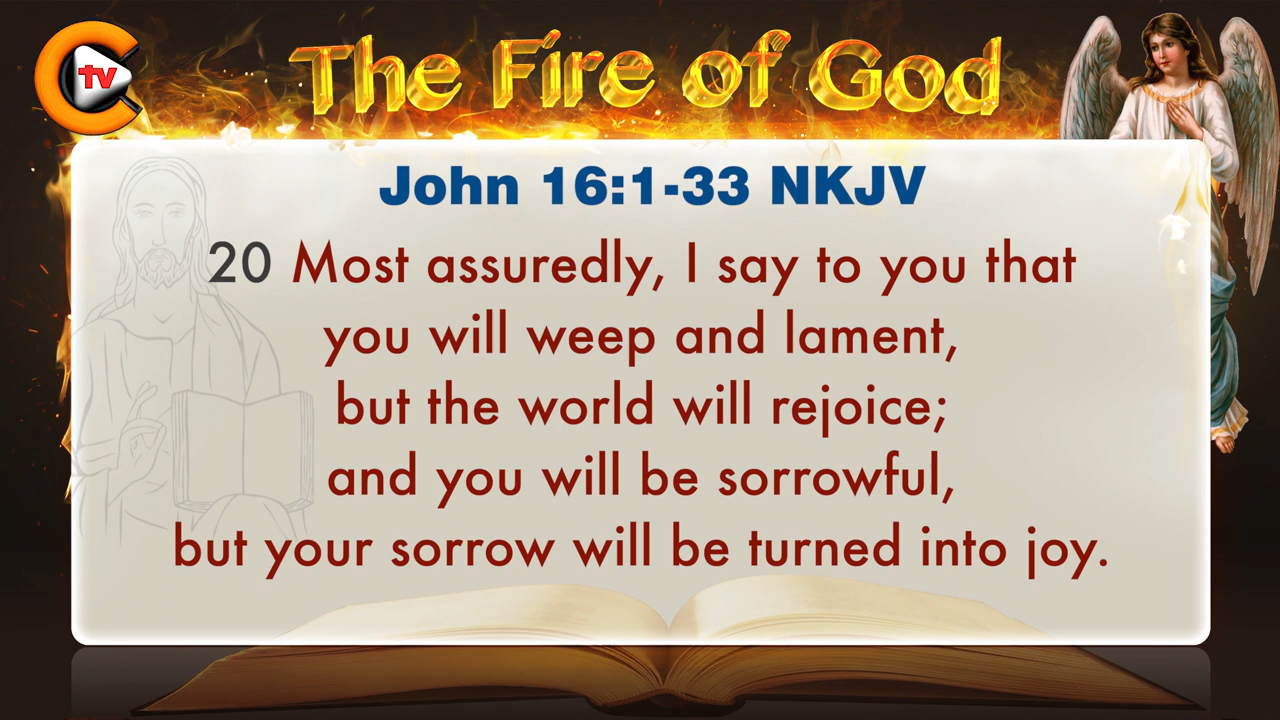 tv
The Fire of God
John 16:1-33 NKJV
20 Most assuredly, I say to you that
you will weep and lament,
but the world will rejoice;
and you will be sorrowful,
but your sorrow will be turned into joy.